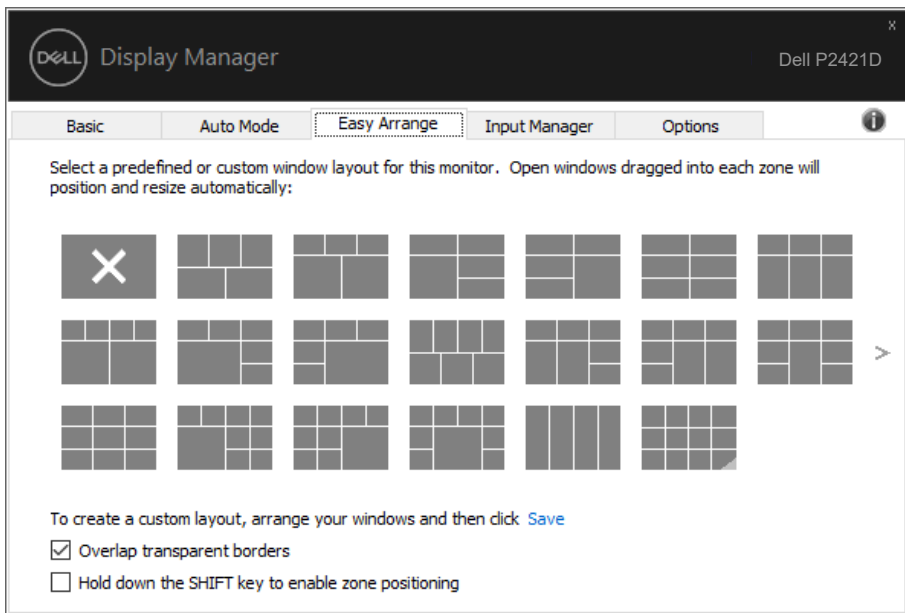 x
DELL Display Manager
Dell P2421D
Basic Auto Mode Easy Arrange Input Manager Options
i
Select a predefined or custom window layout for this monitor. Open windows dragged into each zone will
position and resize automatically:
>
To create a custom layout, arrange your windows and then click Save
Overlap transparent borders
Hold down the SHIFT key to enable zone positioning